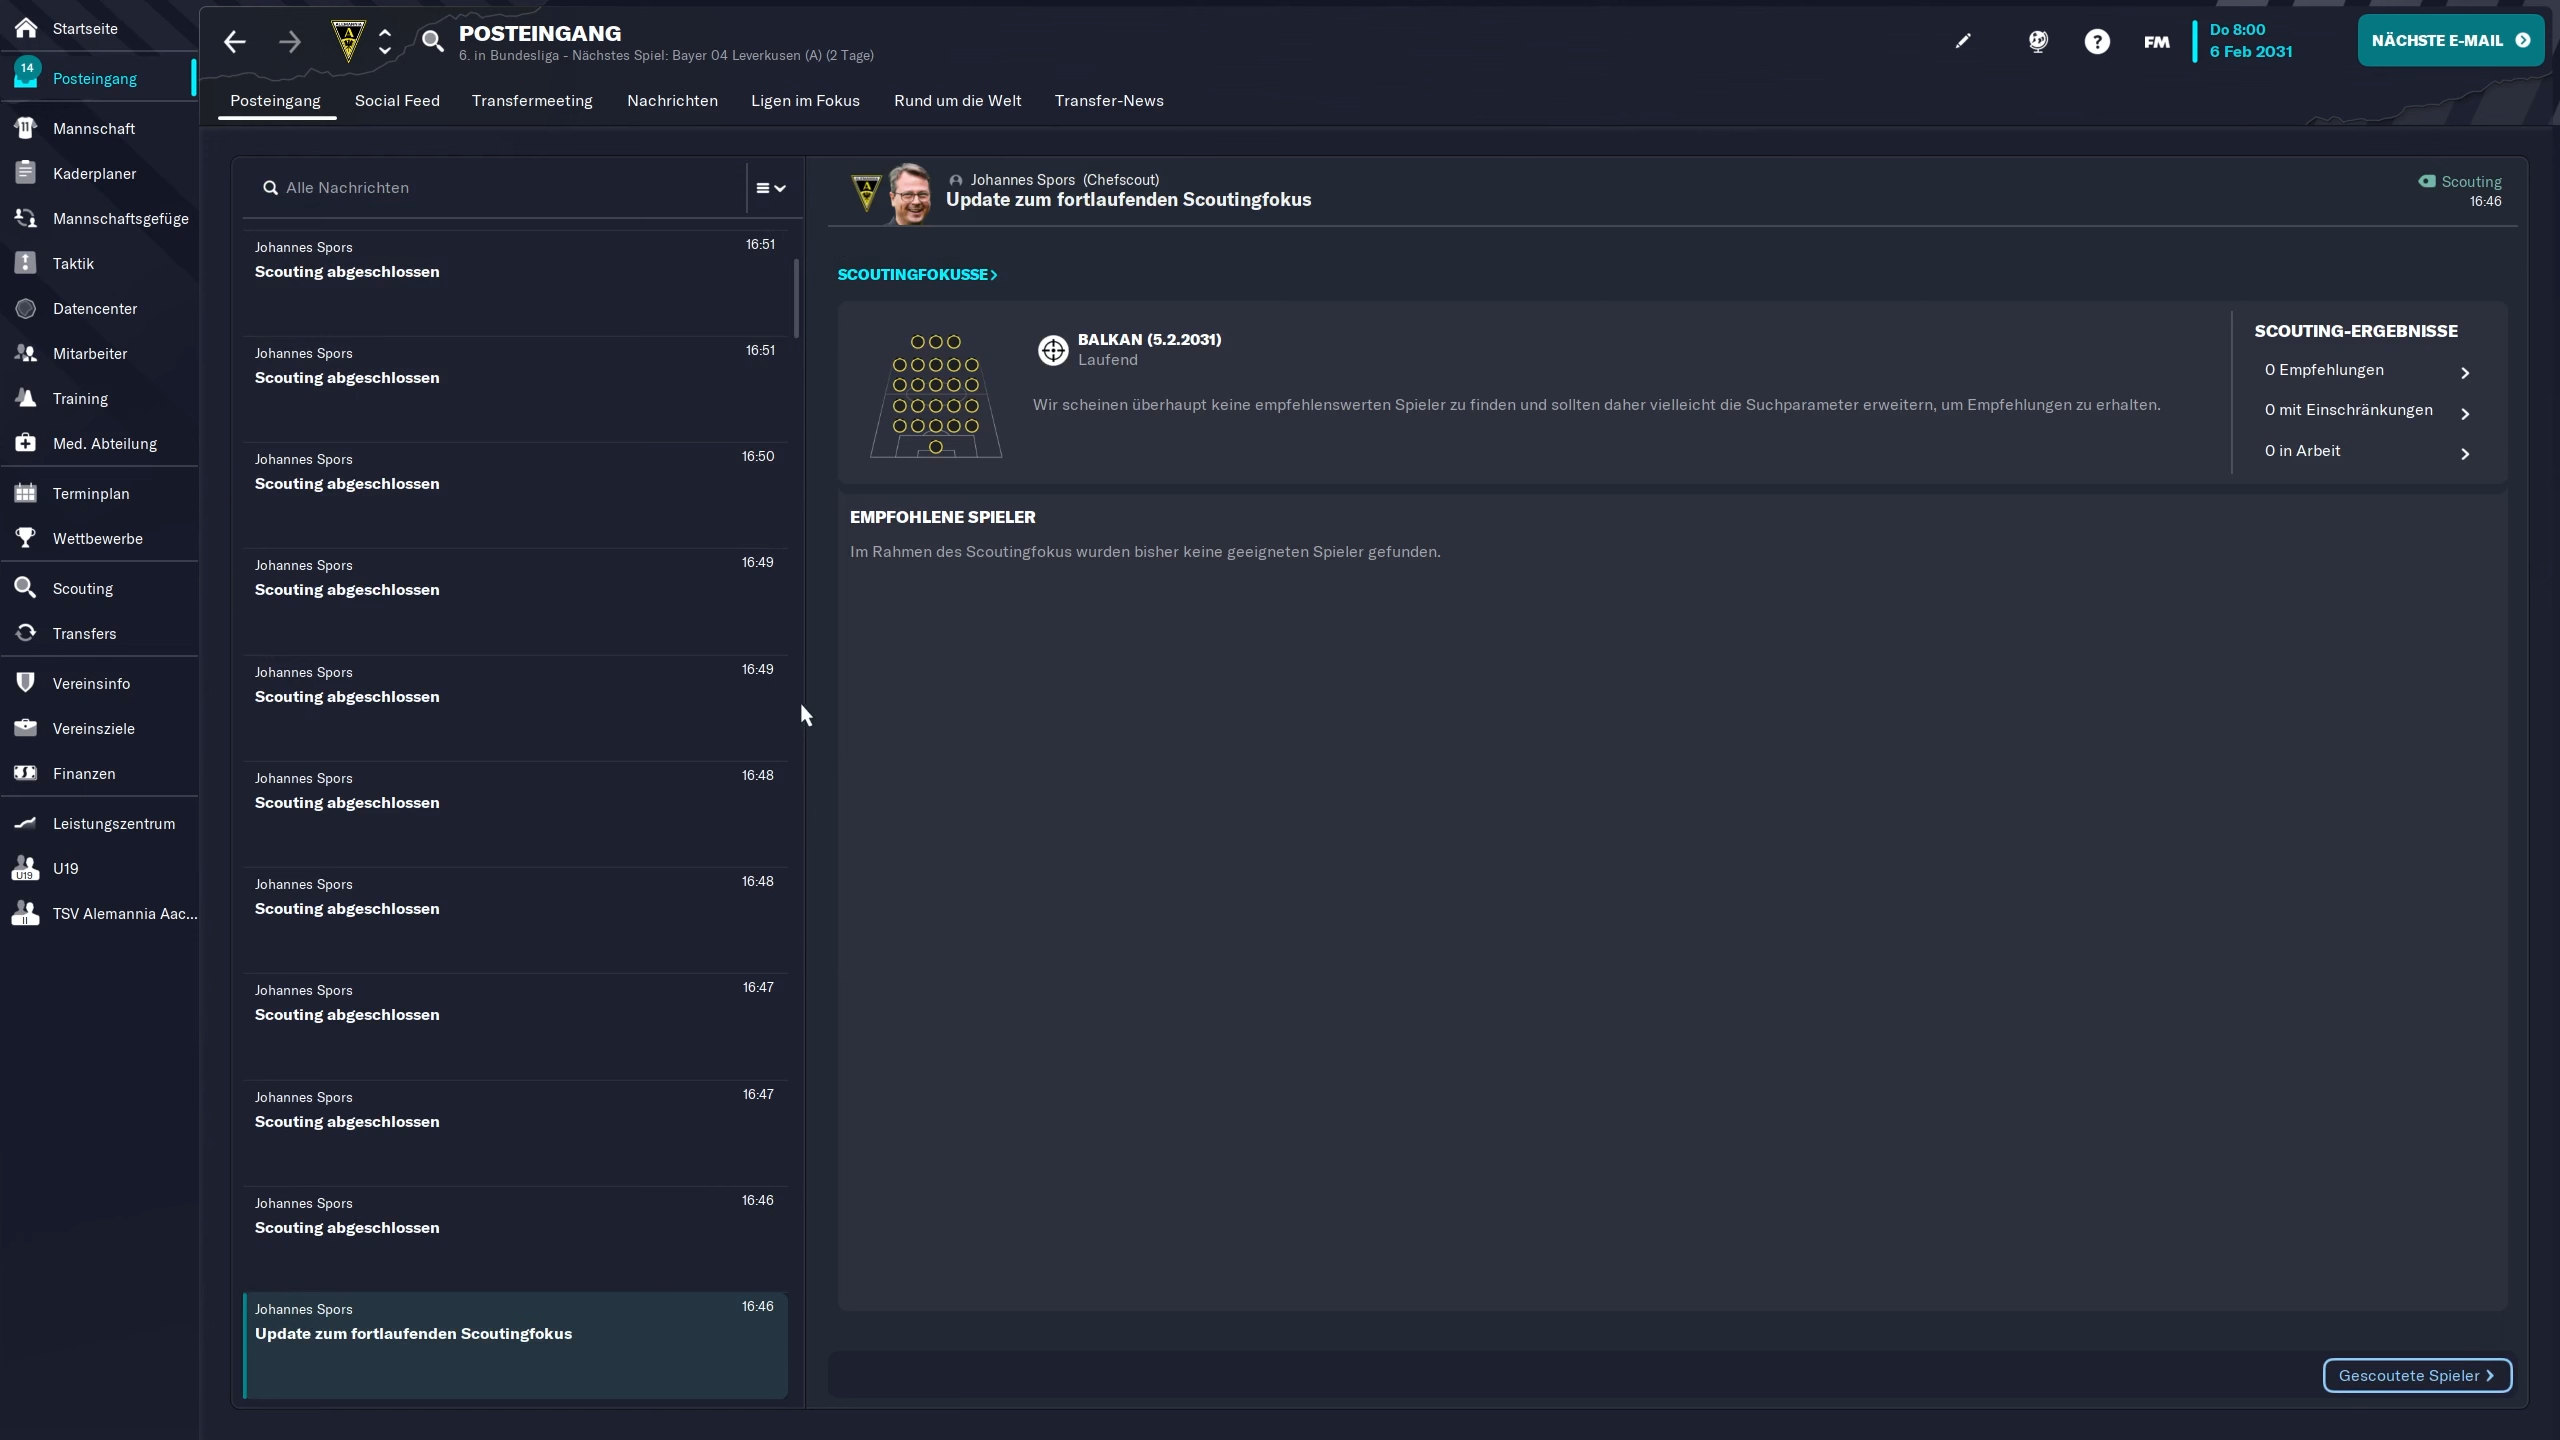 Startseite
14
Posteingang
11
Mannschaft
Kaderplaner
Mannschaftsgefüge
Taktik
Datencenter
Mitarbeiter
Training
Med. Abteilung
Terminplan
Wettbewerbe
Scouting
Transfers
Vereinsinfo
Vereinsziele
Finanzen
Leistungszentrum
U19
U19
II
TSV Alemannia Aac...
POSTEINGANG
6. in Bundesliga - Nächstes Spiel: Bayer 04 Leverkusen (A) (2 Tage)
?
FM
Do 8:00
6 Feb 2031
NÄCHSTE E-MAIL
Posteingang
Social Feed
Transfermeeting
Nachrichten
Ligen im Fokus
Rund um die Welt
Transfer-News
Alle Nachrichten
Johannes Spors
16:51
Scouting abgeschlossen
Johannes Spors
16:51
Scouting abgeschlossen
Johannes Spors
16:50
Scouting abgeschlossen
Johannes Spors
16:49
Scouting abgeschlossen
Johannes Spors
16:49
Scouting abgeschlossen
Johannes Spors
16:48
Scouting abgeschlossen
Johannes Spors
16:48
Scouting abgeschlossen
Johannes Spors
16:47
Scouting abgeschlossen
Johannes Spors
16:47
Scouting abgeschlossen
Johannes Spors
16:46
Scouting abgeschlossen
Johannes Spors
16:46
Update zum fortlaufenden Scoutingfokus
Johannes Spors (Chefscout)
Update zum fortlaufenden Scoutingfokus
Scouting
16:46
SCOUTINGFOKUSSE
BALKAN (5.2.2031)
Laufend
Wir scheinen überhaupt keine empfehlenswerten Spieler zu finden und sollten daher vielleicht die Suchparameter erweitern, um Empfehlungen zu erhalten.
SCOUTING-ERGEBNISSE
0 Empfehlungen
0 mit Einschränkungen
0 in Arbeit
EMPFOHLENE SPIELER
Im Rahmen des Scoutingfokus wurden bisher keine geeigneten Spieler gefunden.
Gescoutete Spieler